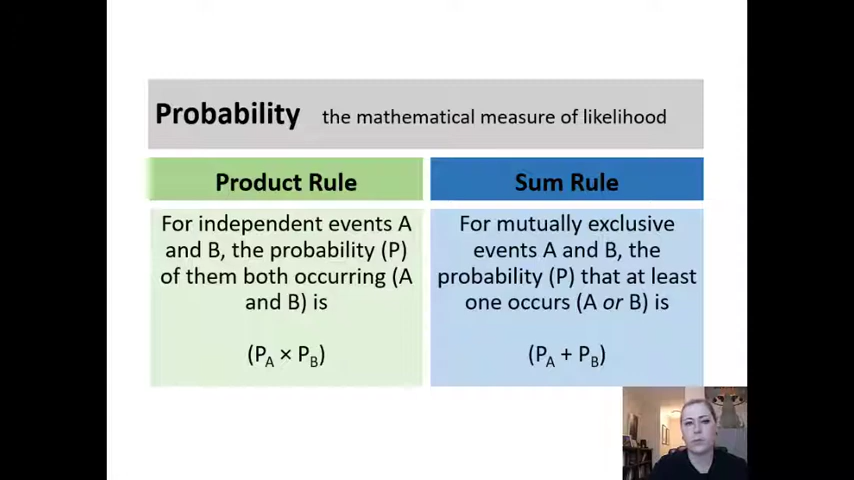 Probability the mathematical measure of likelihood
Product Rule
For independent events A
and B, the probability (P)
of them both occurring (A
and B) is
(PA × PB)
Sum Rule
For mutually exclusive
events A and B, the
probability (P) that at least
one occurs (A or B) is
(PA + PB)